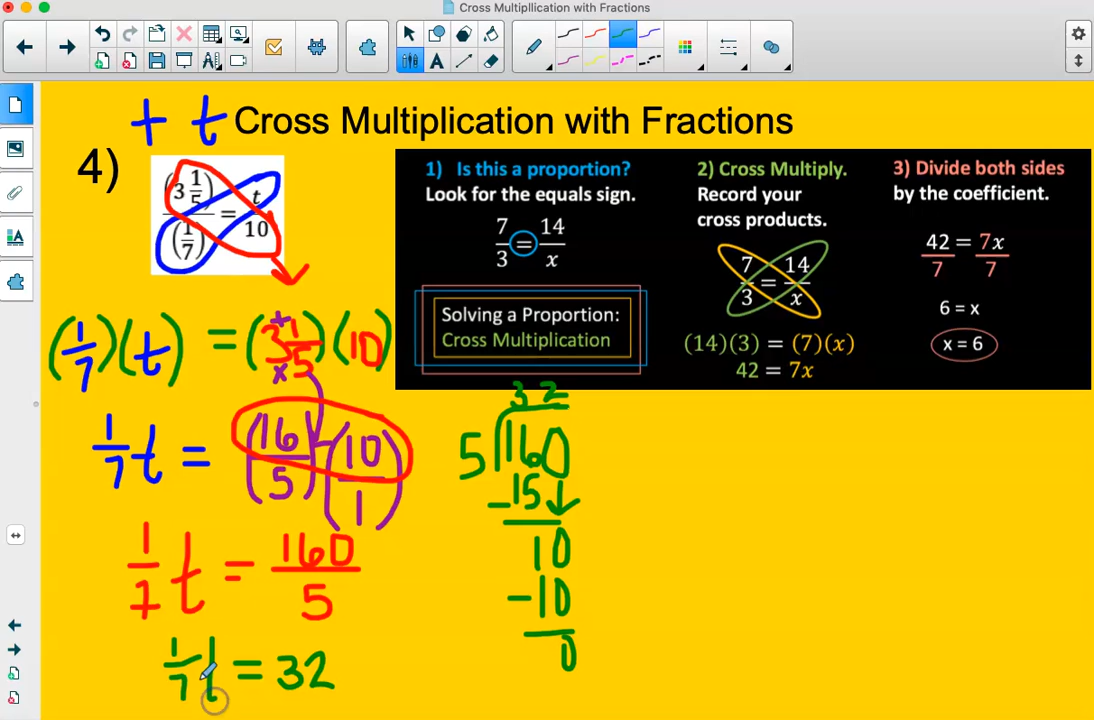 Cross Mutipllication with Fractions
+ t Cross Multiplication with Fractions
4)
(3 1/5) / (1/7) = t / 10
1) Is this a proportion?
Look for the equals sign.
7/3 = 14/x
Solving a Proportion:
Cross Multiplication
2) Cross Multiply.
Record your
cross products.
7/3 = 14/x
(14)(3) = (7)(x)
42 = 7x
3) Divide both sides
by the coefficient.
42/7 = 7x/7
6 = x
x = 6
(1/7)(t) = (3 1/5)(10)
+
x
1/7 t = (16/5) (10/1)
1/7 t = 160/5
1/7 t = 32
32
5 160
-15
10
-10
0